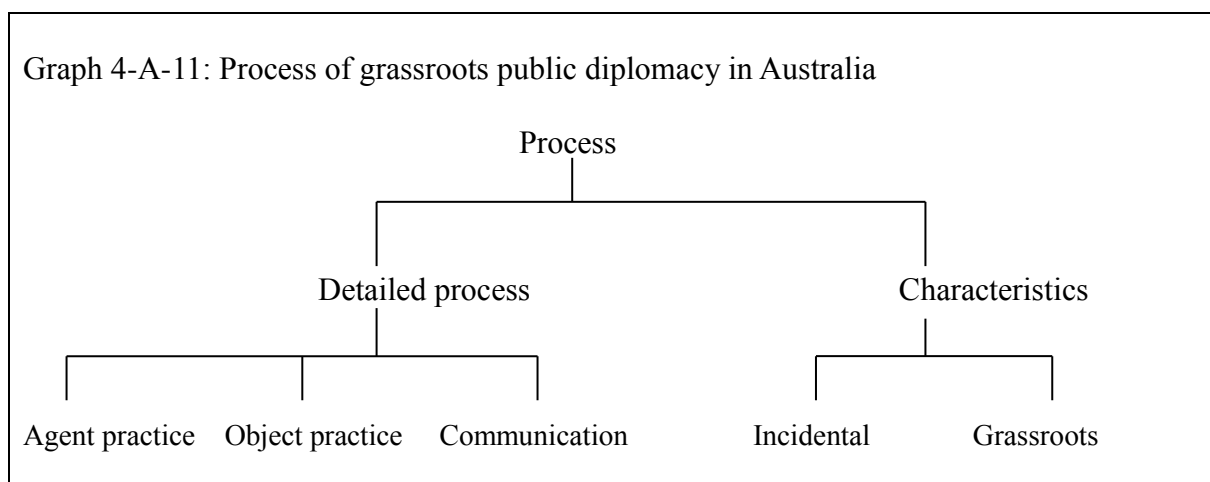 Graph 4-A-11: Process of grassroots public diplomacy in Australia
Process
Detailed process Characteristics
Agent practice Object practice Communication Incidental Grassroots